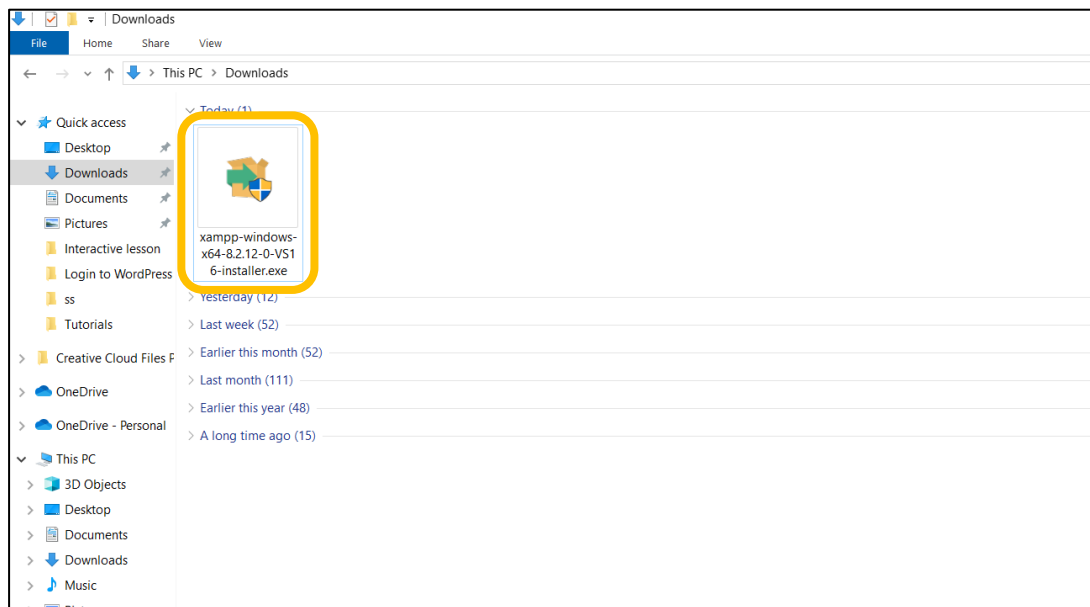 Downloads
File Home Share View
This PC > Downloads
Quick access
Desktop
Downloads
Documents
Pictures
Interactive lesson
Login to WordPress
ss
Tutorials
Creative Cloud Files P
OneDrive
OneDrive - Personal
This PC
3D Objects
Desktop
Documents
Downloads
Music
Today (1)
xampp-windows-
x64-8.2.12-0-VS1
6-installer.exe
Yesterday (12)
Last week (52)
Earlier this month (52)
Last month (111)
Earlier this year (48)
A long time ago (15)